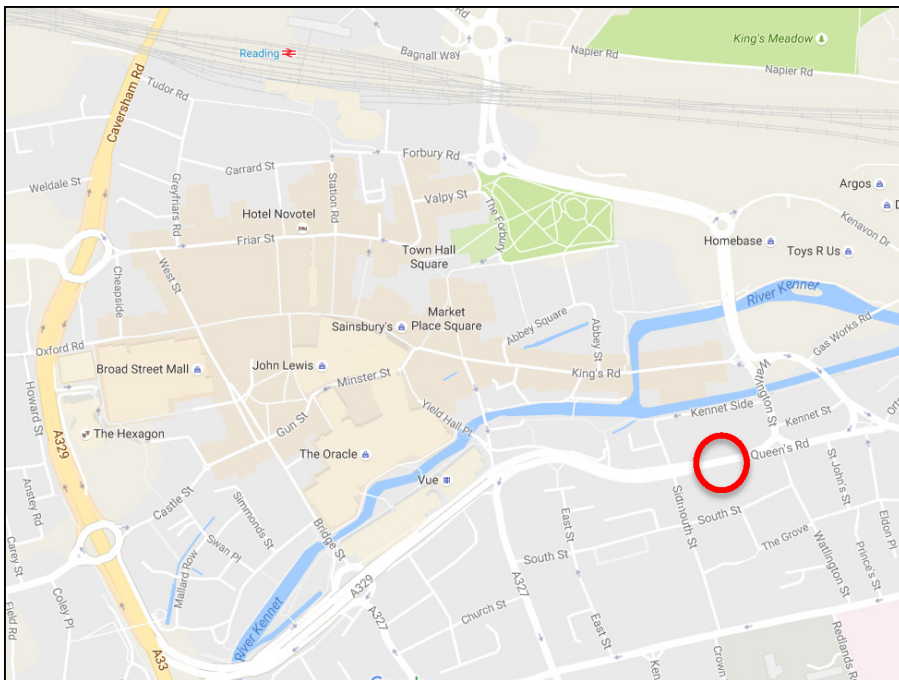 King's Meadow
Reading
Bagnall Way
Napier Rd
Napier Rd
Tudor Rd
Caversham Rd
Forbury Rd
Garrard St
Weldale St
Greyfriars Rd
Station Rd
Valpy St
The Forbury
Argos
Kenavon Dr
Hotel Novotel
Friar St
Town Hall
Square
Homebase
Toys R Us
Cheapside
West St
River Kennet
Market
Place Square
Sainsbury's
Abbey Square
Abbey St
Gas Works Rd
Oxford Rd
Broad Street Mall
John Lewis
Minster St
King's Rd
Watlington St
Howard St
Gun St
Yield Hall Pl
Kennet Side
Kennet St
The Hexagon
A329
The Oracle
Queen's Rd
Vue
Anstey Rd
Castle St
Simmonds St
Sidmouth St
St John's St
Eldon Pl
South St
East St
Bridge St
Swan Pl
Mallard Row
Carey St
South St
The Grove
Watlington St
Prince's St
A329
A327
Coley Pl
Field Rd
Church St
A327
East St
River Kennet
Redlands Rd
A33
Crown